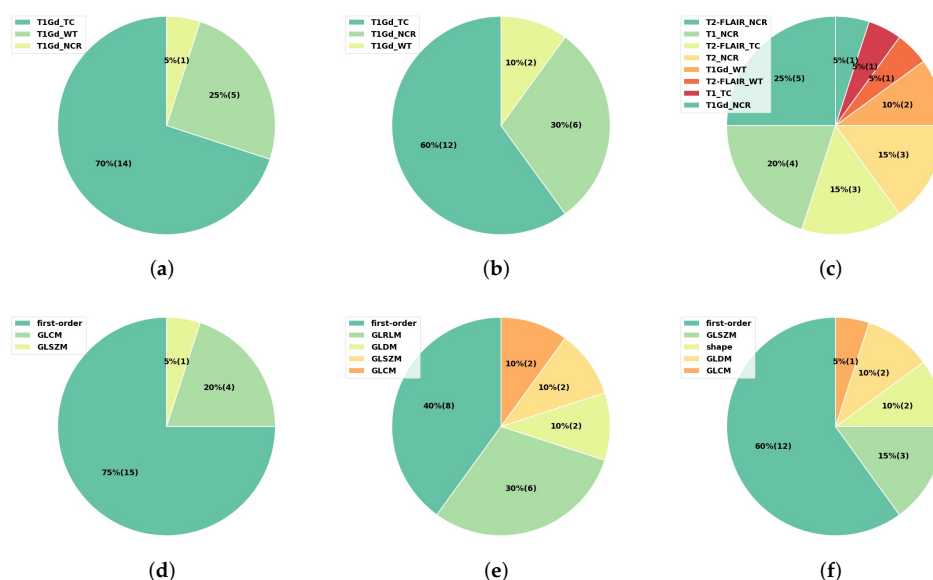 T1Gd_TC
T1Gd_WT
T1Gd_NCR
5%(1)
25%(5)
70%(14)
(a)
T1Gd_TC
T1Gd_NCR
T1Gd_WT
10%(2)
30%(6)
60%(12)
(b)
T2-FLAIR_NCR
T1_NCR
T2-FLAIR_TC
T2_NCR
T1Gd_WT
T2-FLAIR_WT
T1_TC
T1Gd_NCR
25%(5)
5%(1)
5%(1)
5%(1)
10%(2)
15%(3)
15%(3)
20%(4)
(c)
first-order
GLCM
GLSZM
5%(1)
20%(4)
75%(15)
(d)
first-order
GLRLM
GLDM
GLSZM
GLCM
10%(2)
10%(2)
10%(2)
40%(8)
30%(6)
(e)
first-order
GLSZM
shape
GLDM
GLCM
5%(1)
10%(2)
10%(2)
15%(3)
60%(12)
(f)